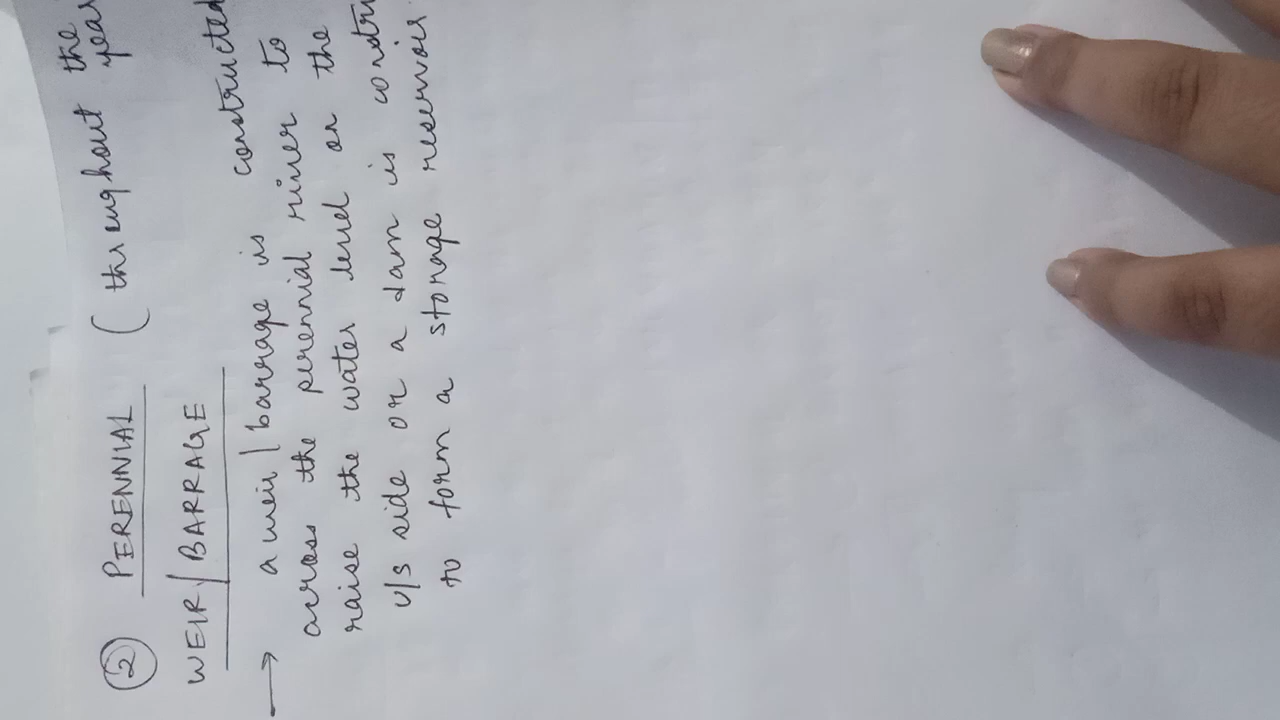 ② PERENNIAL (throughout the year
WEIR/BARRAGE
→ a weir/barrage is constructed
across the perennial river to
raise the water level on the
u/s side or a dam is constru
to form a storage reservoir